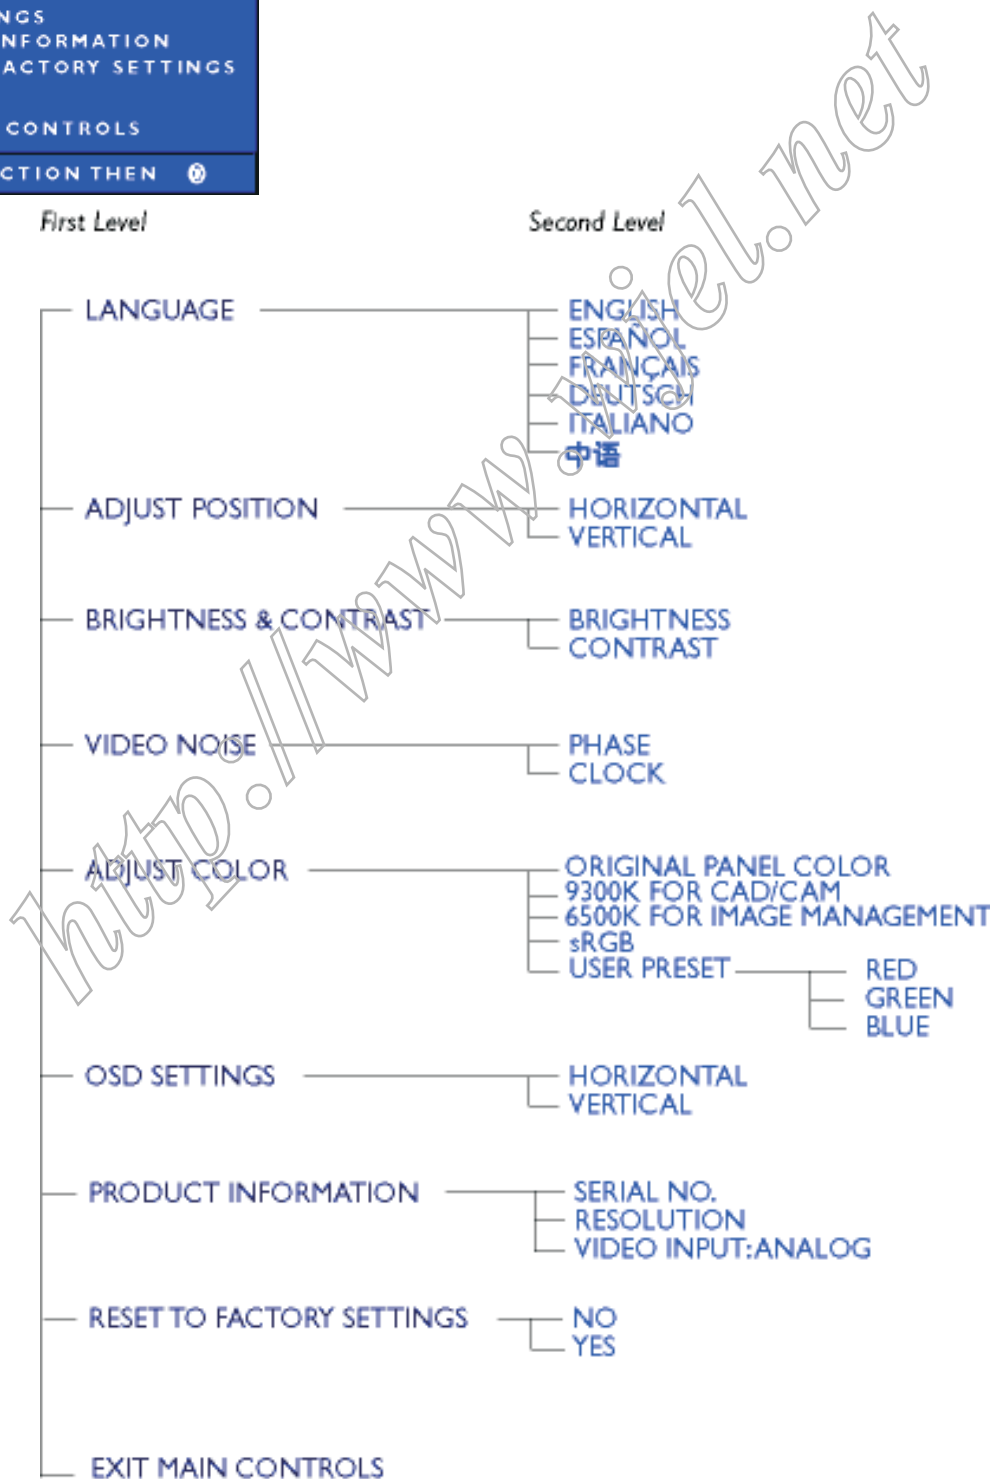 NGS
NFORMATION
ACTORY SETTINGS
CONTROLS
CTION THEN
First Level Second Level
LANGUAGE ENGLISH
ESPAÑOL
FRANÇAIS
DEUTSCH
ITALIANO
中语
ADJUST POSITION HORIZONTAL
VERTICAL
BRIGHTNESS & CONTRAST BRIGHTNESS
CONTRAST
VIDEO NOISE PHASE
CLOCK
ADJUST COLOR ORIGINAL PANEL COLOR
9300K FOR CAD/CAM
6500K FOR IMAGE MANAGEMENT
sRGB
USER PRESET RED
GREEN
BLUE
OSD SETTINGS HORIZONTAL
VERTICAL
PRODUCT INFORMATION SERIAL NO.
RESOLUTION
VIDEO INPUT:ANALOG
RESET TO FACTORY SETTINGS NO
YES
EXIT MAIN CONTROLS
http://www.wjel.net